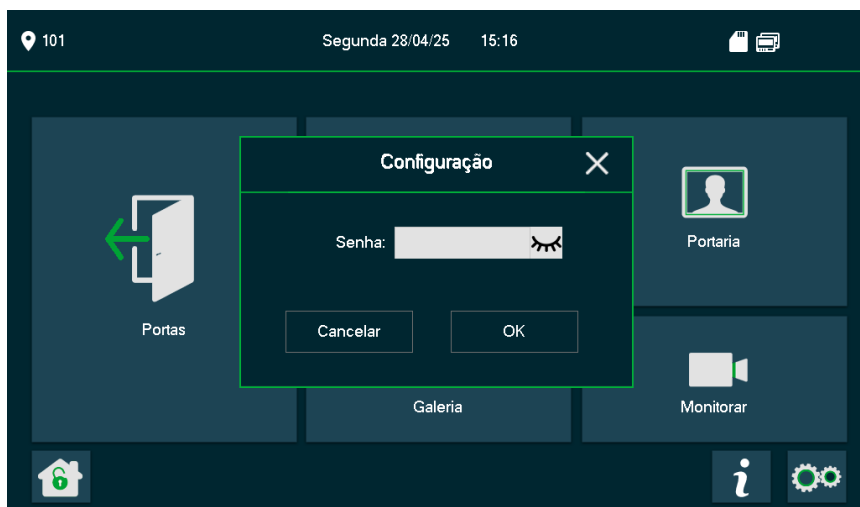 101 Segunda 28/04/25 15:16
Configuração
Senha:
Portaria
Cancelar OK
Portas
Galeria
Monitorar